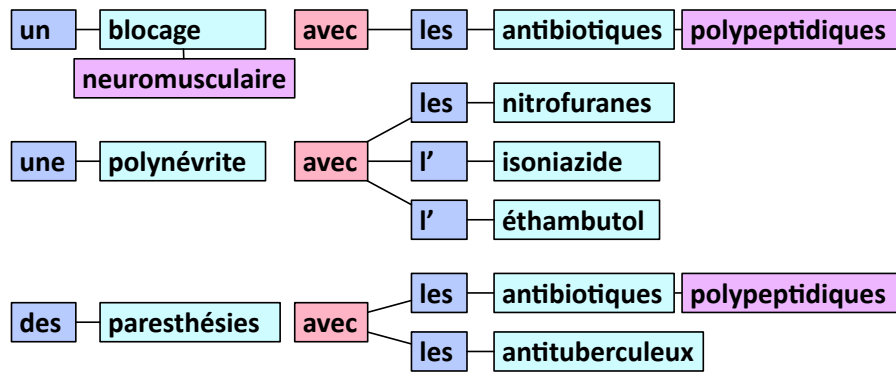 un blocage avec les antibiotiques polypeptidiques
neuromusculaire
les nitrofuranes
une polynévrite avec l’ isoniazide
l’ éthambutol
les antibiotiques polypeptidiques
des paresthésies avec
les antituberculeux